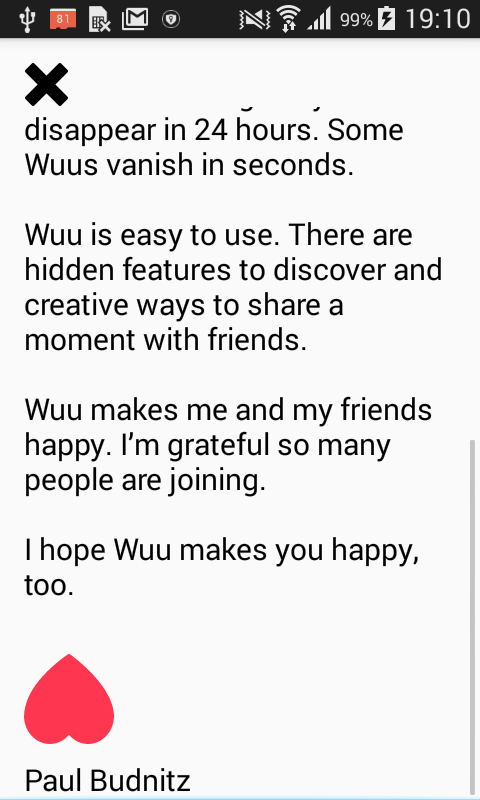 81
99%
19:10
disappear in 24 hours. Some
Wuus vanish in seconds.
Wuu is easy to use. There are
hidden features to discover and
creative ways to share a
moment with friends.
Wuu makes me and my friends
happy. I’m grateful so many
people are joining.
I hope Wuu makes you happy,
too.
Paul Budnitz